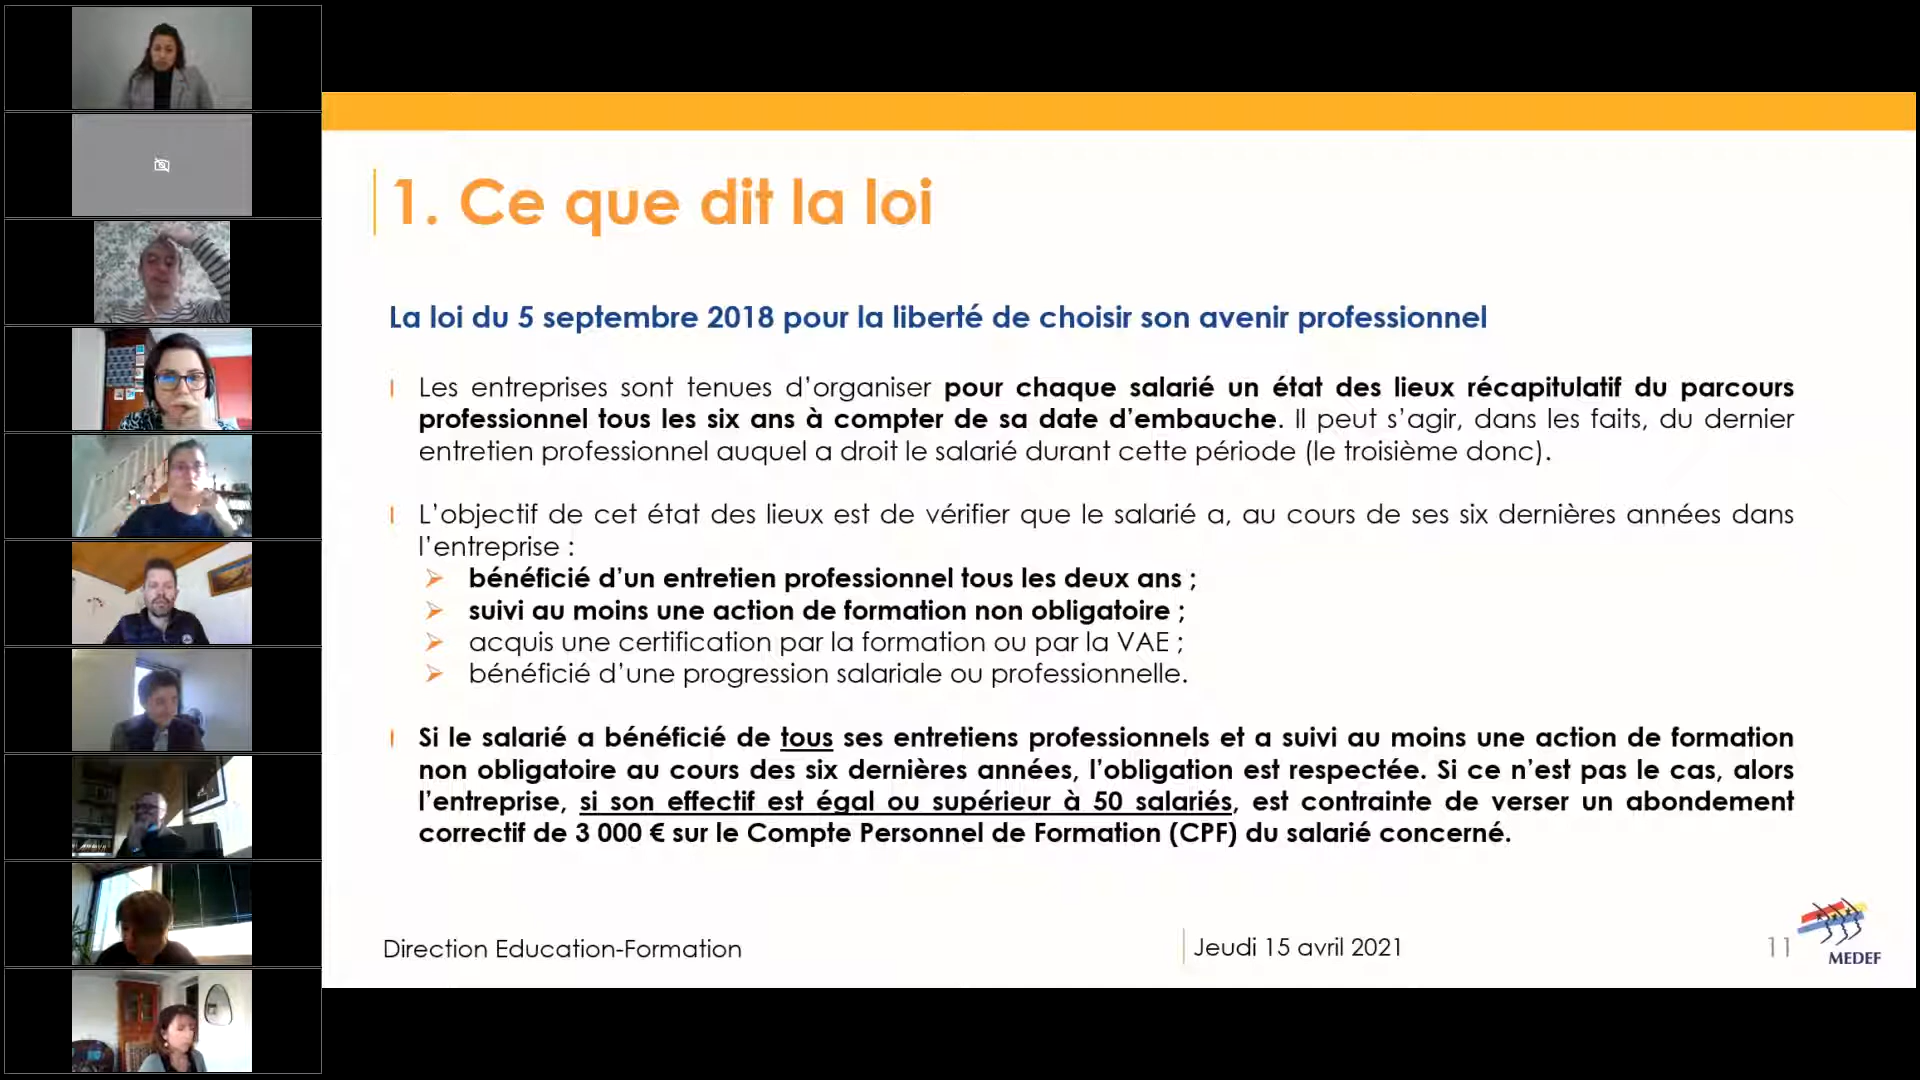 1. Ce que dit la loi
La loi du 5 septembre 2018 pour la liberté de choisir son avenir professionnel
Les entreprises sont tenues d’organiser pour chaque salarié un état des lieux récapitulatif du parcours
professionnel tous les six ans à compter de sa date d’embauche. Il peut s’agir, dans les faits, du dernier
entretien professionnel auquel a droit le salarié durant cette période (le troisième donc).
L’objectif de cet état des lieux est de vérifier que le salarié a, au cours de ses six dernières années dans
l’entreprise :
bénéficié d’un entretien professionnel tous les deux ans ;
suivi au moins une action de formation non obligatoire ;
acquis une certification par la formation ou par la VAE ;
bénéficié d’une progression salariale ou professionnelle.
Si le salarié a bénéficié de tous ses entretiens professionnels et a suivi au moins une action de formation
non obligatoire au cours des six dernières années, l’obligation est respectée. Si ce n’est pas le cas, alors
l’entreprise, si son effectif est égal ou supérieur à 50 salariés, est contrainte de verser un abondement
correctif de 3 000 € sur le Compte Personnel de Formation (CPF) du salarié concerné.
Direction Education-Formation
Jeudi 15 avril 2021
11
MEDEF